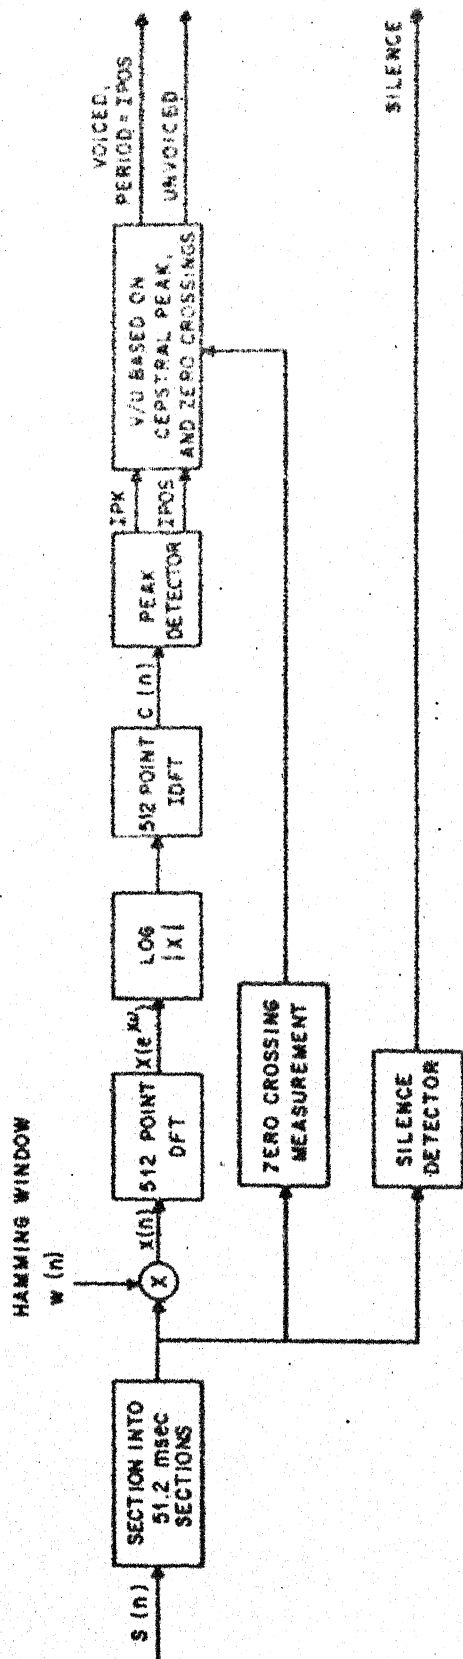 S (n)
SECTION INTO
51.2 msec
SECTIONS
HAMMING WINDOW
w (n)
X
x(n)
512 POINT
DFT
X(e^jω)
LOG
|X|
512 POINT
IDFT
C (n)
PEAK
DETECTOR
IPK
IPOS
V/U BASED ON
CEPSTRAL PEAK,
AND ZERO CROSSINGS
VOICED,
PERIOD = IPOS
UNVOICED
ZERO CROSSING
MEASUREMENT
SILENCE
DETECTOR
SILENCE